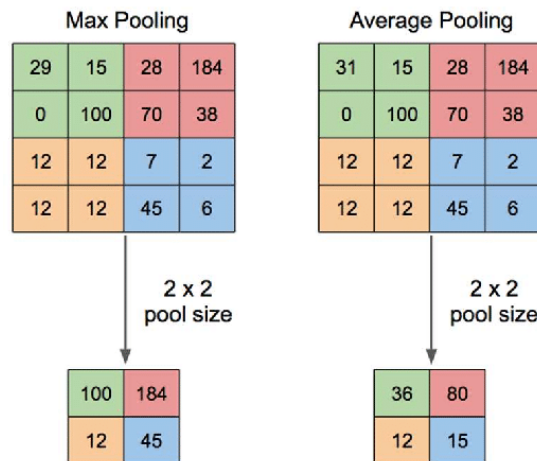 Max Pooling
29 15 28 184
0 100 70 38
12 12 7 2
12 12 45 6
2 x 2
pool size
100 184
12 45
Average Pooling
31 15 28 184
0 100 70 38
12 12 7 2
12 12 45 6
2 x 2
pool size
36 80
12 15